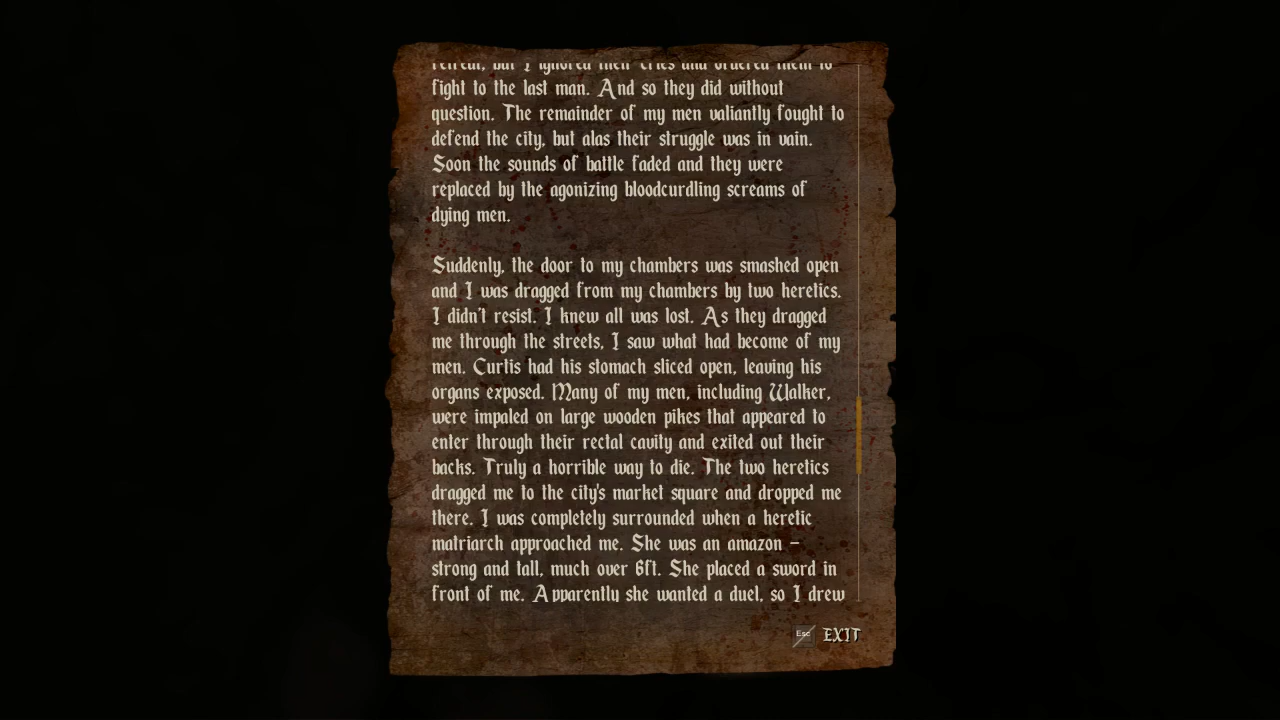 retreat, but I ignored their cries and ordered them to
fight to the last man. And so they did without
question. The remainder of my men valiantly fought to
defend the city, but alas their struggle was in vain.
Soon the sounds of battle faded and they were
replaced by the agonizing bloodcurdling screams of
dying men.
Suddenly, the door to my chambers was smashed open
and I was dragged from my chambers by two heretics.
I didn't resist. I knew all was lost. As they dragged
me through the streets, I saw what had become of my
men. Curtis had his stomach sliced open, leaving his
organs exposed. Many of my men, including Walker,
were impaled on large wooden pikes that appeared to
enter through their rectal cavity and exited out their
backs. Truly a horrible way to die. The two heretics
dragged me to the city's market square and dropped me
there. I was completely surrounded when a heretic
matriarch approached me. She was an amazon –
strong and tall, much over 6ft. She placed a sword in
front of me. Apparently she wanted a duel, so I drew
Esc EXIT